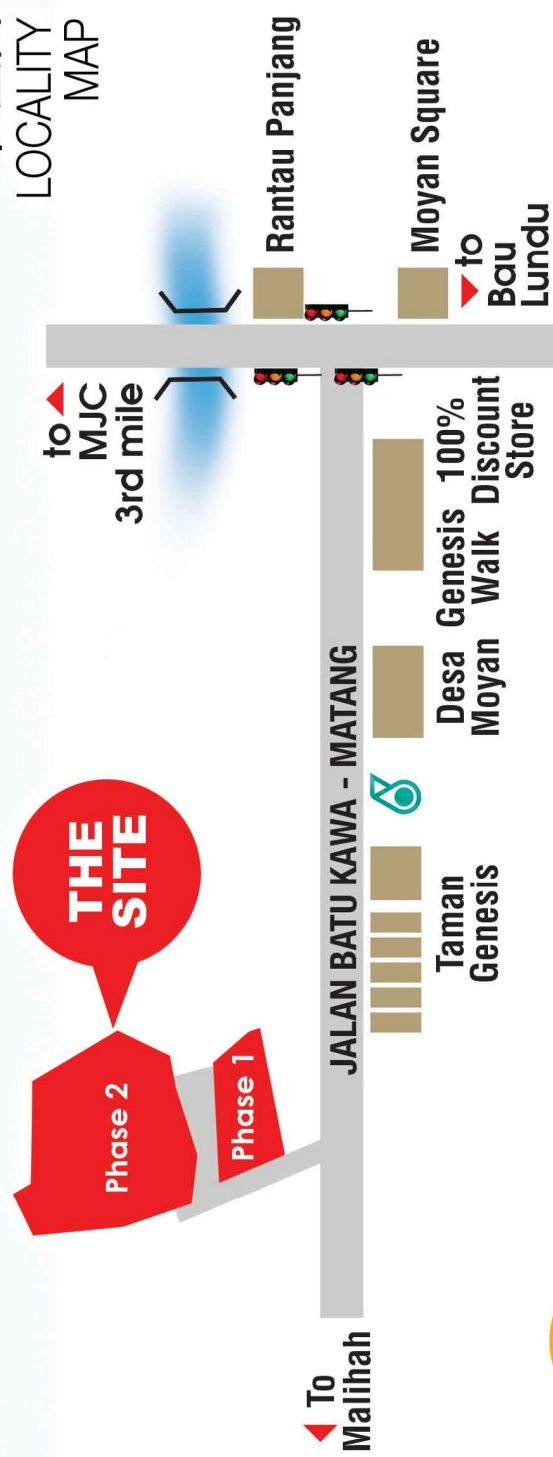 LOCALITY
MAP
to
MJC
3rd mile
Rantau Panjang
Moyan Square
to
Bau
Lundu
THE
SITE
Phase 2
Phase 1
JALAN BATU KAWA - MATANG
100%
Discount
Store
Genesis
Walk
Desa
Moyan
Taman
Genesis
To
Malihah